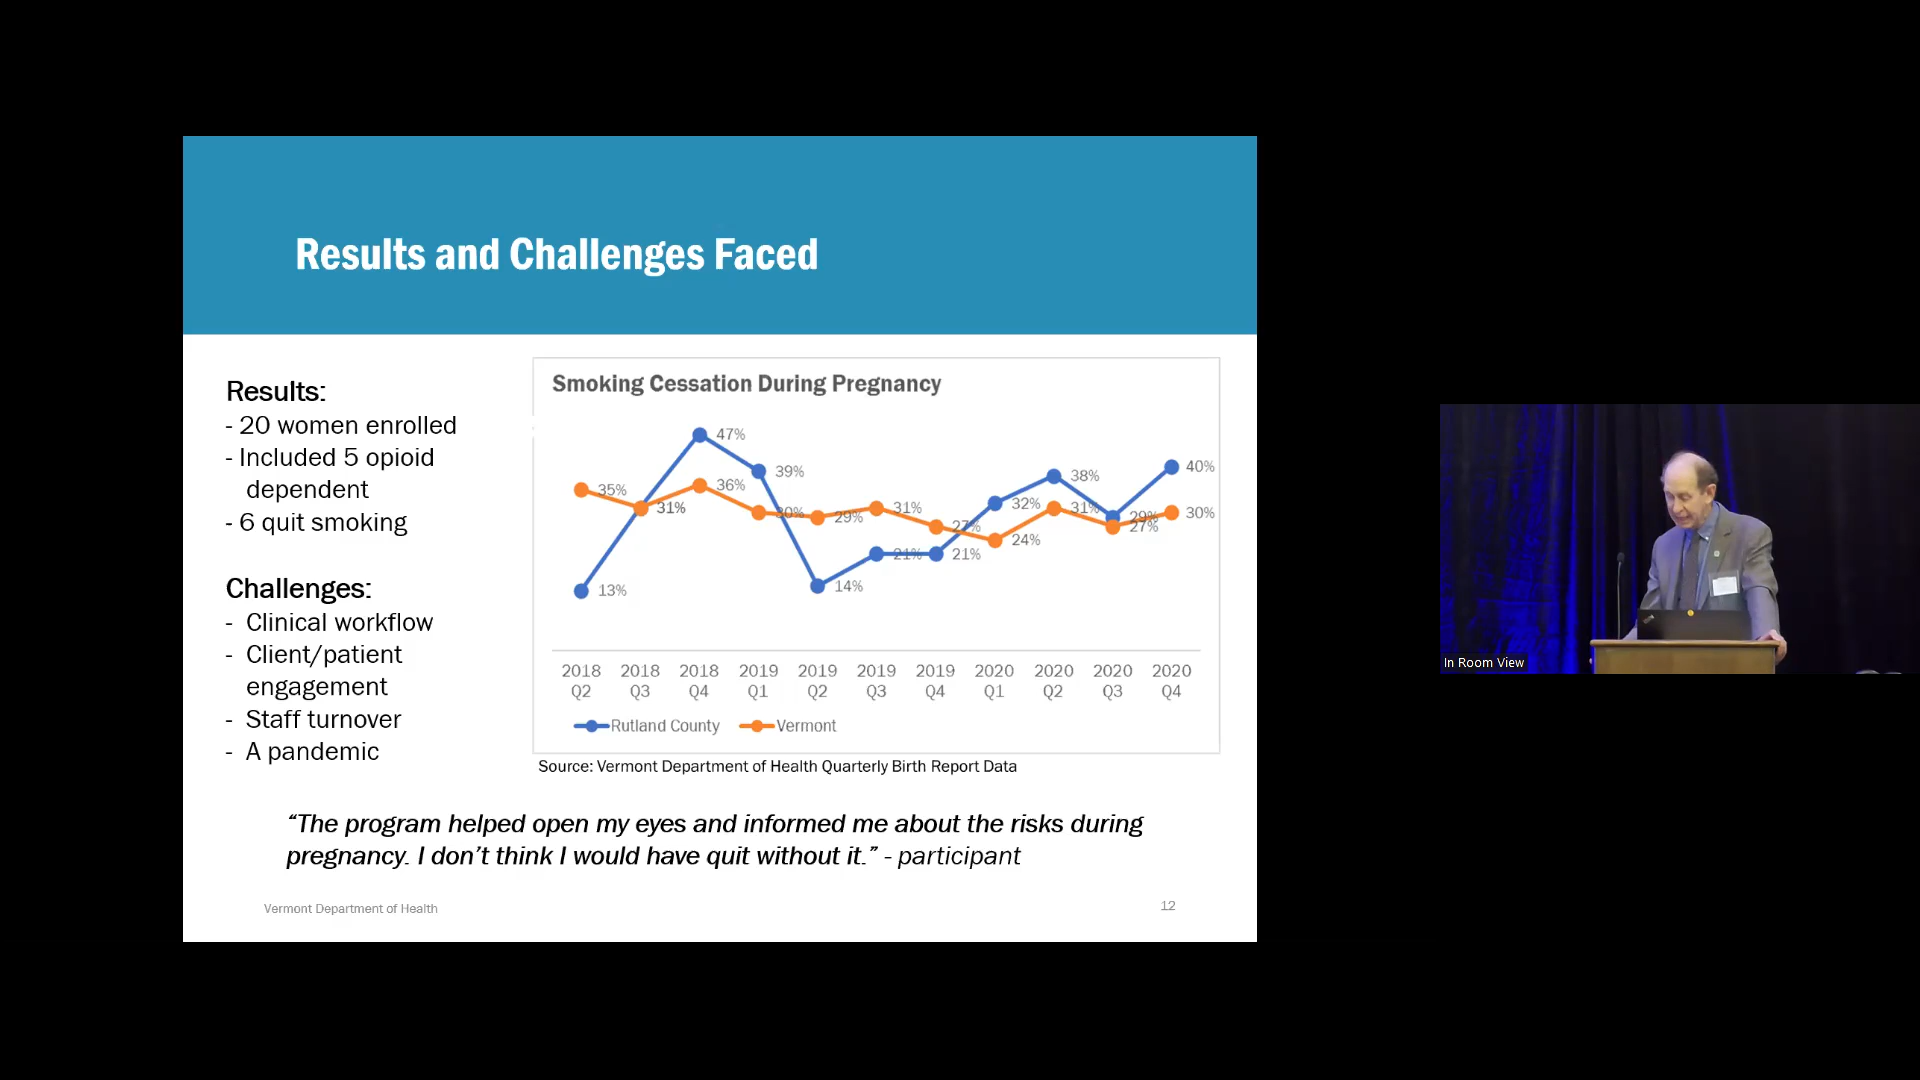 Results and Challenges Faced
Results:
- 20 women enrolled
- Included 5 opioid
dependent
- 6 quit smoking
Challenges:
- Clinical workflow
- Client/patient
engagement
- Staff turnover
- A pandemic
Smoking Cessation During Pregnancy
47%
39%
40%
38%
35%
36%
31%
30%
29%
31%
27%
32%
31%
29%
30%
27%
24%
21%
21%
13%
14%
2018 2018 2018 2019 2019 2019 2019 2020 2020 2020 2020
Q2 Q3 Q4 Q1 Q2 Q3 Q4 Q1 Q2 Q3 Q4
Rutland County Vermont
Source: Vermont Department of Health Quarterly Birth Report Data
“The program helped open my eyes and informed me about the risks during
pregnancy. I don’t think I would have quit without it.” - participant
Vermont Department of Health
12
In Room View